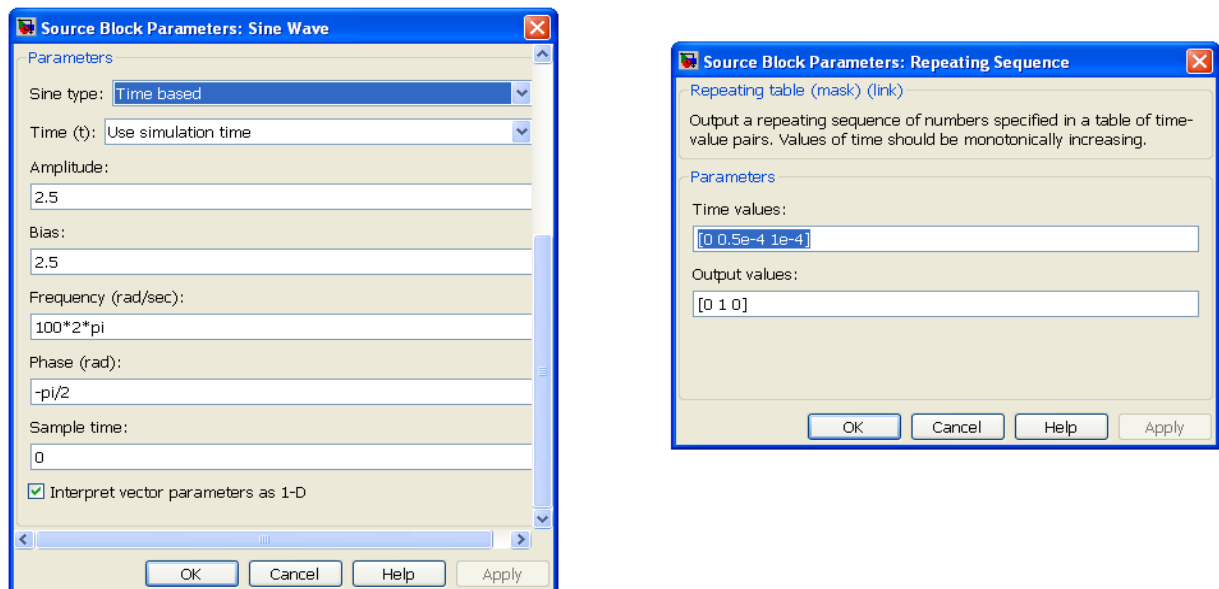 Source Block Parameters: Sine Wave
Parameters
Sine type: Time based
Time (t): Use simulation time
Amplitude:
2.5
Bias:
2.5
Frequency (rad/sec):
100*2*pi
Phase (rad):
-pi/2
Sample time:
0
Interpret vector parameters as 1-D
OK Cancel Help Apply
Source Block Parameters: Repeating Sequence
Repeating table (mask) (link)
Output a repeating sequence of numbers specified in a table of time-
value pairs. Values of time should be monotonically increasing.
Parameters
Time values:
[0 0.5e-4 1e-4]
Output values:
[0 1 0]
OK Cancel Help Apply